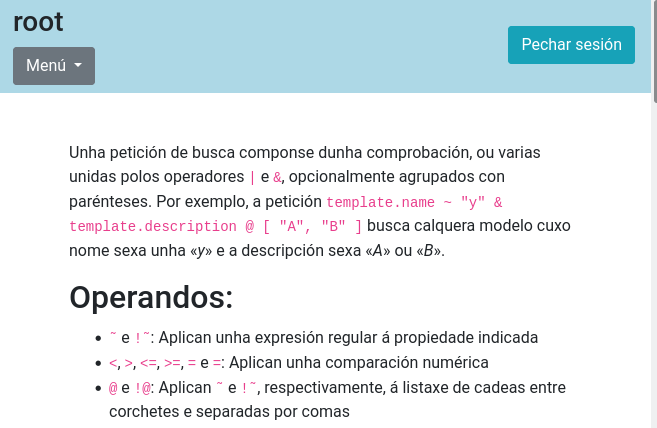 root
Menú
Pechar sesión
Unha petición de busca componse dunha comprobación, ou varias
unidas polos operadores | e &, opcionalmente agrupados con
parénteses. Por exemplo, a petición template.name ~ "y" &
template.description @ [ "A", "B" ] busca calquera modelo cuxo
nome sexa unha «y» e a descripción sexa «A» ou «B».
Operandos:
• ˜ e !˜: Aplican unha expresión regular á propiedade indicada
• <, >, <=, >=, = e =: Aplican unha comparación numérica
• @ e !@: Aplican ˜ e !˜, respectivamente, á listaxe de cadeas entre
corchetes e separadas por comas